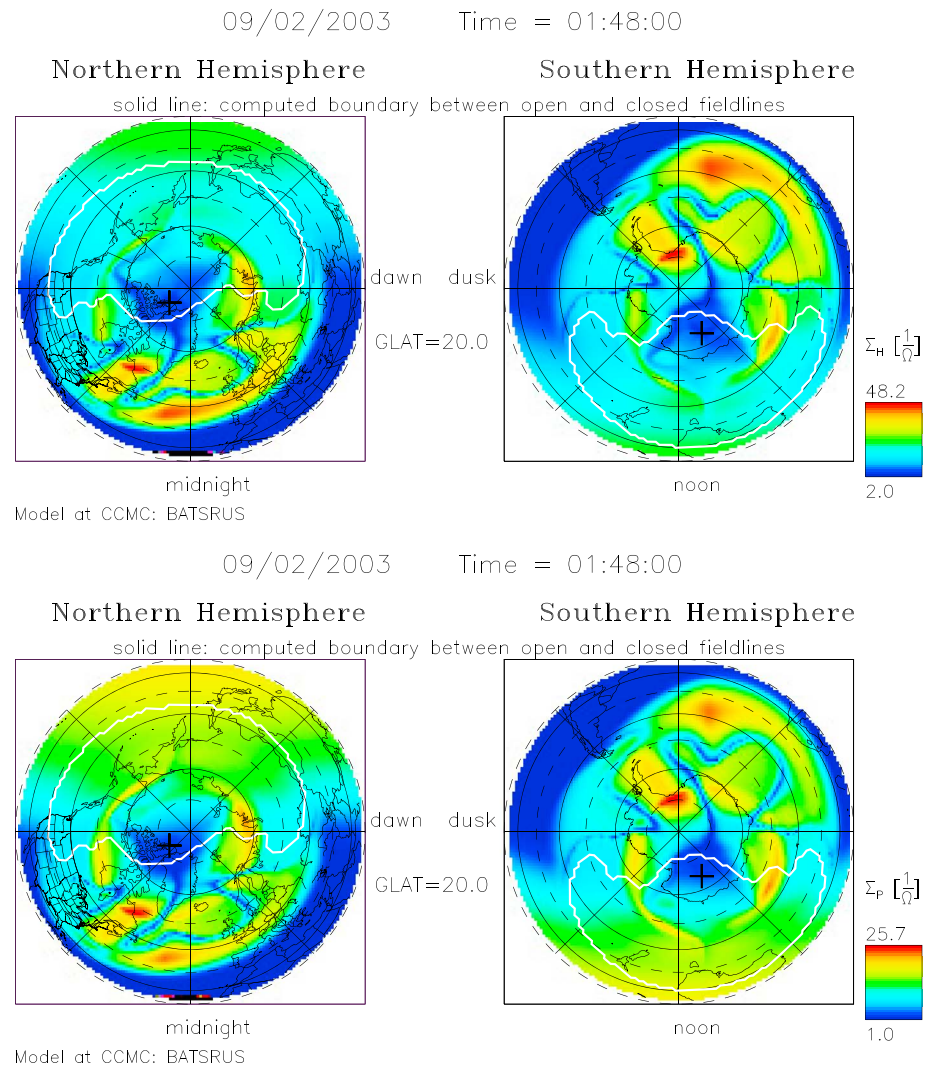 09/02/2003 Time = 01:48:00
Northern Hemisphere Southern Hemisphere
solid line: computed boundary between open and closed fieldlines
dawn dusk
GLAT=20.0
Σ_H [1/Ω]
48.2
2.0
midnight noon
Model at CCMC: BATSRUS
09/02/2003 Time = 01:48:00
Northern Hemisphere Southern Hemisphere
solid line: computed boundary between open and closed fieldlines
dawn dusk
GLAT=20.0
Σ_P [1/Ω]
25.7
1.0
midnight noon
Model at CCMC: BATSRUS